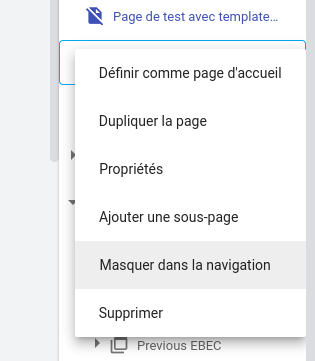 Page de test avec template…
Définir comme page d'accueil
Dupliquer la page
Propriétés
Ajouter une sous-page
Masquer dans la navigation
Supprimer
Previous EBEC